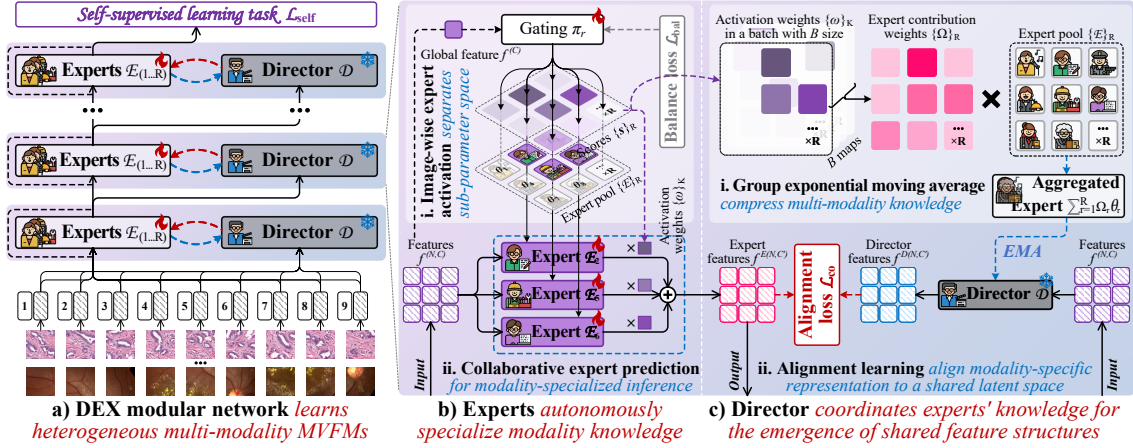 Self-supervised learning task ℒself
Experts ℰ(1...R)
Director 𝒟
•••
Experts ℰ(1...R)
Director 𝒟
•••
Experts ℰ(1...R)
Director 𝒟
1 2 3 4 5 6 7 8 9
•••
a) DEX modular network learns
heterogeneous multi-modality MVFMs
Gating πr
Global feature f(C)
Balance loss ℒbal
i. Image-wise expert
activation separates
sub-parameter space
Scores {s}R
×R
×R
Expert pool {ℰ}R
Activation
weights {ω}K
Features
f(N,C)
Expert ℰ2
Expert ℰ5
Expert ℰ6
×
×
×
Input
ii. Collaborative expert prediction
for modality-specialized inference
b) Experts autonomously
specialize modality knowledge
Activation weights {ω}K
in a batch with B size
•••
×R
B maps
Expert contribution
weights {Ω}R
•••
×R
×
Expert pool {ℰ}R
•••
×R
i. Group exponential moving average
compress multi-modality knowledge
Aggregated
Expert ∑Rr=1Ωrθr
EMA
Expert
features fE(N,C)
Alignment
loss ℒco
Director
features fD(N,C)
Director 𝒟
Features
f(N,C)
Output
Input
ii. Alignment learning align modality-specific
representation to a shared latent space
c) Director coordinates experts' knowledge for
the emergence of shared feature structures